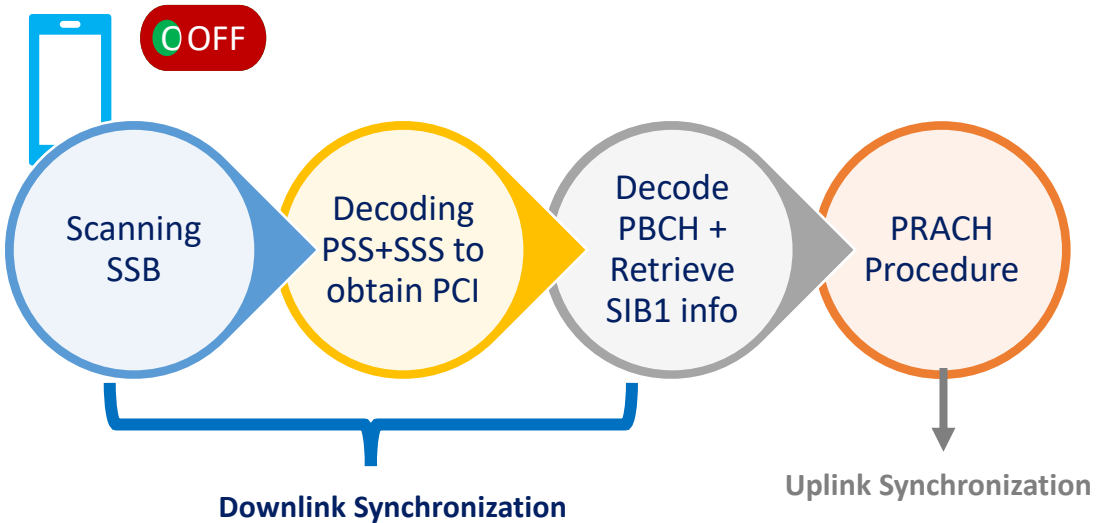 O OFF
Scanning
SSB
Decoding
PSS+SSS to
obtain PCI
Decode
PBCH +
Retrieve
SIB1 info
PRACH
Procedure
Downlink Synchronization
Uplink Synchronization